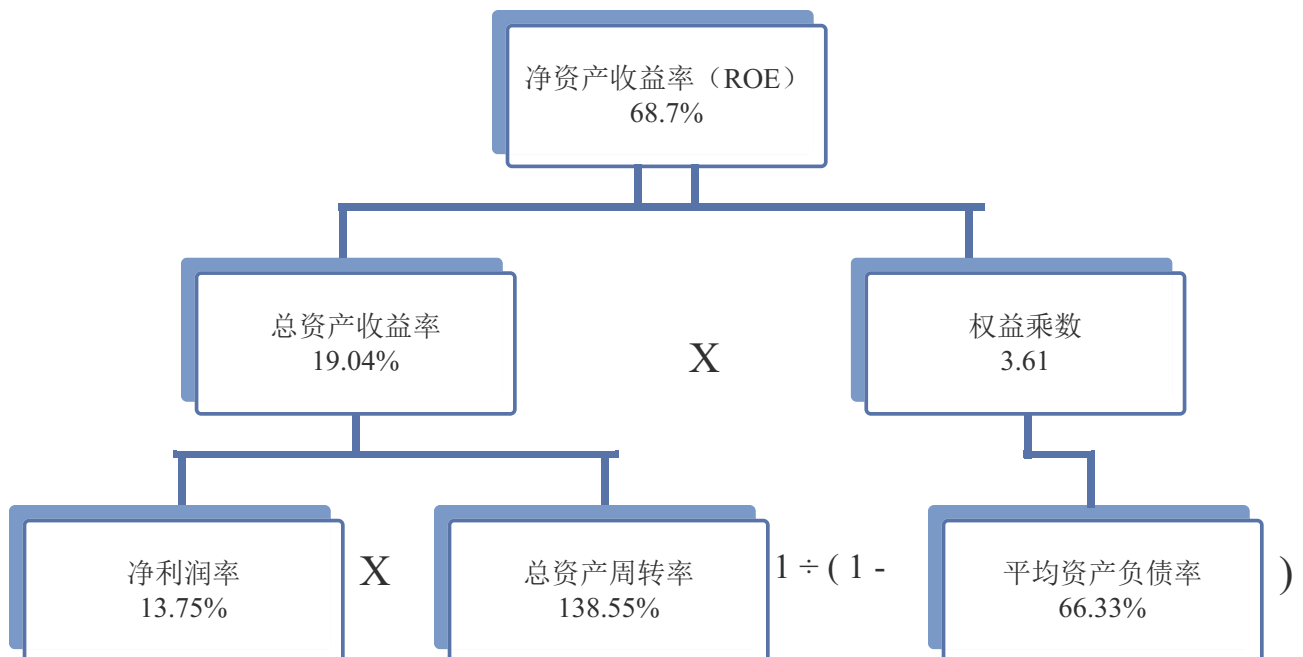 净资产收益率（ROE）
68.7%
总资产收益率
19.04%
X
权益乘数
3.61
净利润率
13.75%
X
总资产周转率
138.55%
1 ÷ ( 1 -
平均资产负债率
66.33%
)